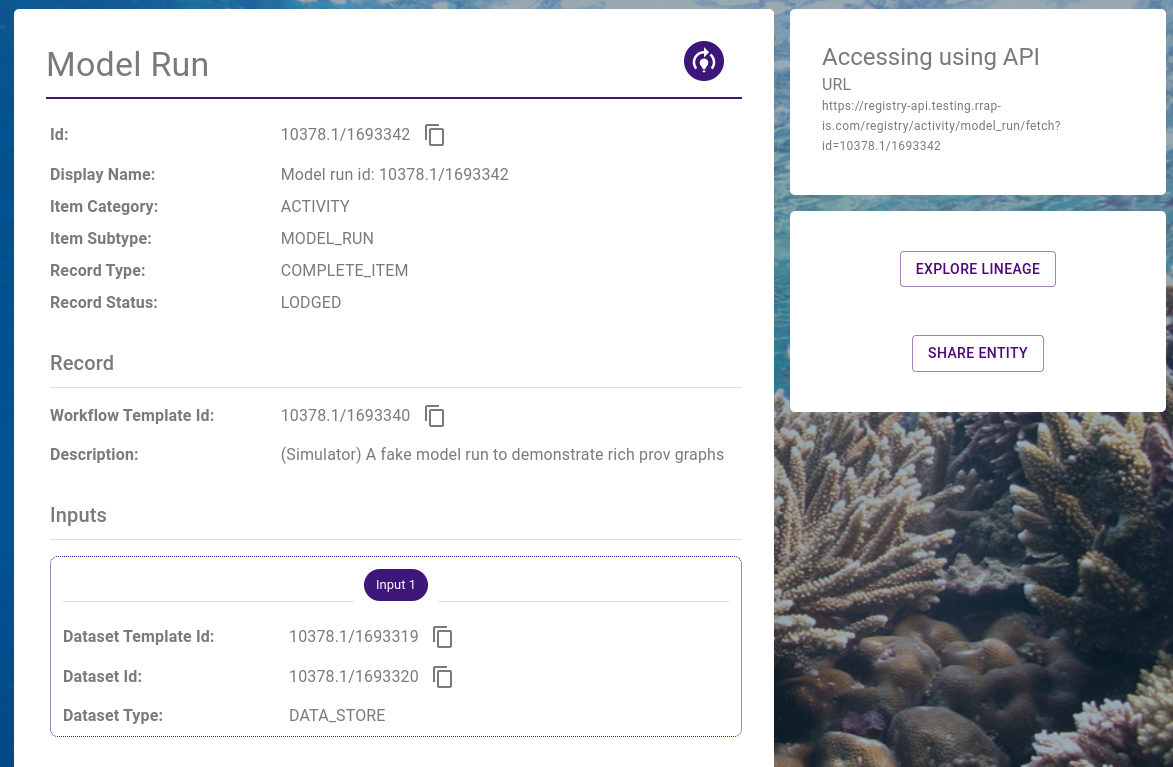 Model Run
Id: 10378.1/1693342
Display Name: Model run id: 10378.1/1693342
Item Category: ACTIVITY
Item Subtype: MODEL_RUN
Record Type: COMPLETE_ITEM
Record Status: LODGED
Record
Workflow Template Id: 10378.1/1693340
Description: (Simulator) A fake model run to demonstrate rich prov graphs
Inputs
Input 1
Dataset Template Id: 10378.1/1693319
Dataset Id: 10378.1/1693320
Dataset Type: DATA_STORE
Accessing using API
URL
https://registry-api.testing.rrap-
is.com/registry/activity/model_run/fetch?
id=10378.1/1693342
EXPLORE LINEAGE
SHARE ENTITY